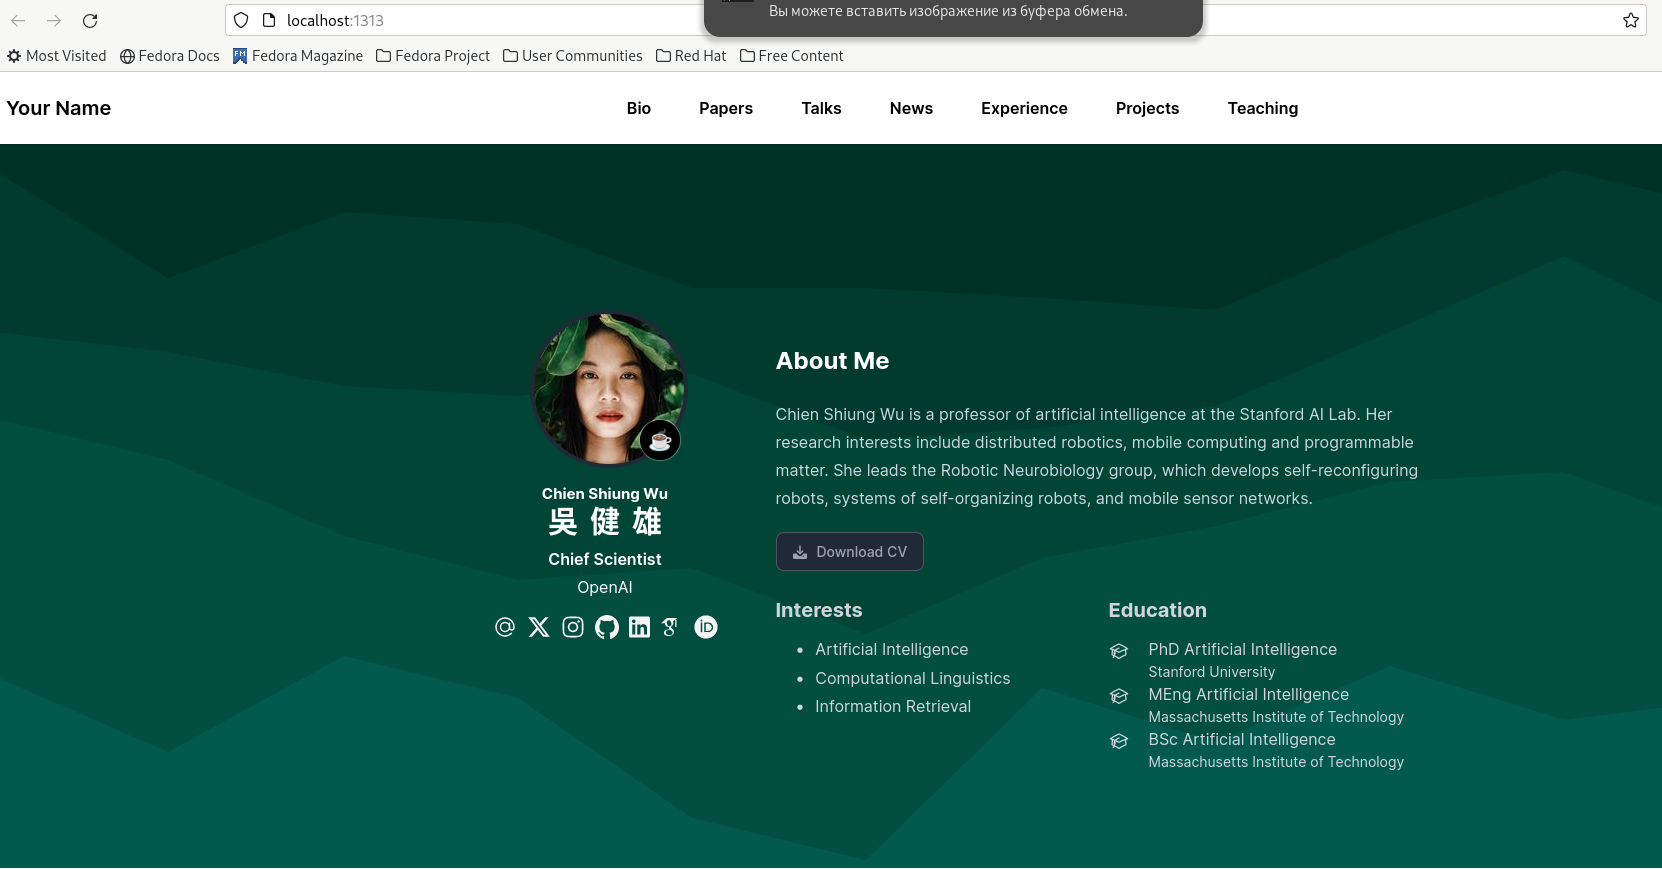 Вы можете вставить изображение из буфера обмена.
localhost:1313
Most Visited Fedora Docs FM Fedora Magazine Fedora Project User Communities Red Hat Free Content
Your Name Bio Papers Talks News Experience Projects Teaching
Chien Shiung Wu
吳健雄
Chief Scientist
OpenAI
iD
About Me
Chien Shiung Wu is a professor of artificial intelligence at the Stanford AI Lab. Her
research interests include distributed robotics, mobile computing and programmable
matter. She leads the Robotic Neurobiology group, which develops self-reconfiguring
robots, systems of self-organizing robots, and mobile sensor networks.
Download CV
Interests
Artificial Intelligence
Computational Linguistics
Information Retrieval
Education
PhD Artificial Intelligence
Stanford University
MEng Artificial Intelligence
Massachusetts Institute of Technology
BSc Artificial Intelligence
Massachusetts Institute of Technology